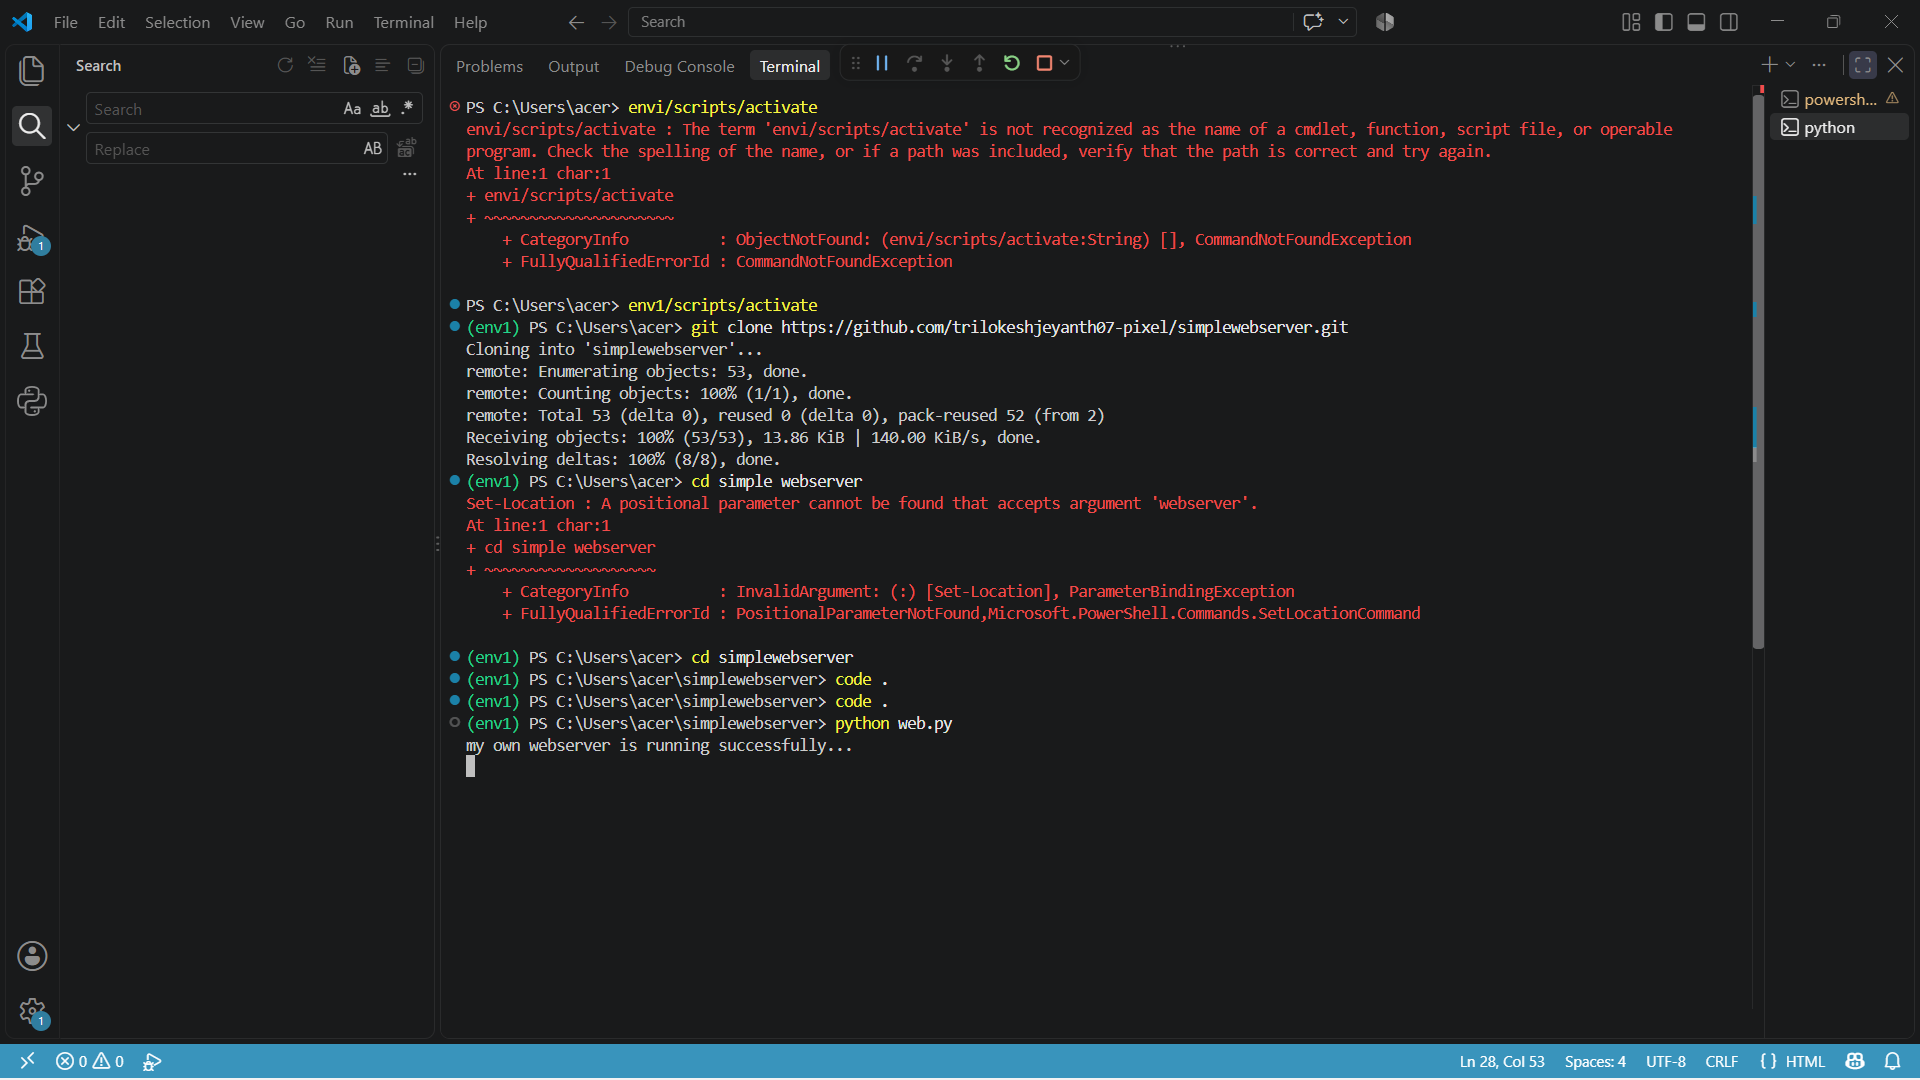 File Edit Selection View Go Run Terminal Help
Search
Search
Search
Aa ab .*
Replace
AB
...
Problems Output Debug Console Terminal
PS C:\Users\acer> envi/scripts/activate
envi/scripts/activate : The term 'envi/scripts/activate' is not recognized as the name of a cmdlet, function, script file, or operable
program. Check the spelling of the name, or if a path was included, verify that the path is correct and try again.
At line:1 char:1
+ envi/scripts/activate
+ ~~~~~~~~~~~~~~~~~~~~~
    + CategoryInfo          : ObjectNotFound: (envi/scripts/activate:String) [], CommandNotFoundException
    + FullyQualifiedErrorId : CommandNotFoundException
PS C:\Users\acer> env1/scripts/activate
(env1) PS C:\Users\acer> git clone https://github.com/trilokeshjeyanth07-pixel/simplewebserver.git
Cloning into 'simplewebserver'...
remote: Enumerating objects: 53, done.
remote: Counting objects: 100% (1/1), done.
remote: Total 53 (delta 0), reused 0 (delta 0), pack-reused 52 (from 2)
Receiving objects: 100% (53/53), 13.86 KiB | 140.00 KiB/s, done.
Resolving deltas: 100% (8/8), done.
(env1) PS C:\Users\acer> cd simple webserver
Set-Location : A positional parameter cannot be found that accepts argument 'webserver'.
At line:1 char:1
+ cd simple webserver
+ ~~~~~~~~~~~~~~~~~~~
    + CategoryInfo          : InvalidArgument: (:) [Set-Location], ParameterBindingException
    + FullyQualifiedErrorId : PositionalParameterNotFound,Microsoft.PowerShell.Commands.SetLocationCommand
(env1) PS C:\Users\acer> cd simplewebserver
(env1) PS C:\Users\acer\simplewebserver> code .
(env1) PS C:\Users\acer\simplewebserver> code .
(env1) PS C:\Users\acer\simplewebserver> python web.py
my own webserver is running successfully...
powersh...
python
1
1
0 0
Ln 28, Col 53 Spaces: 4 UTF-8 CRLF {} HTML